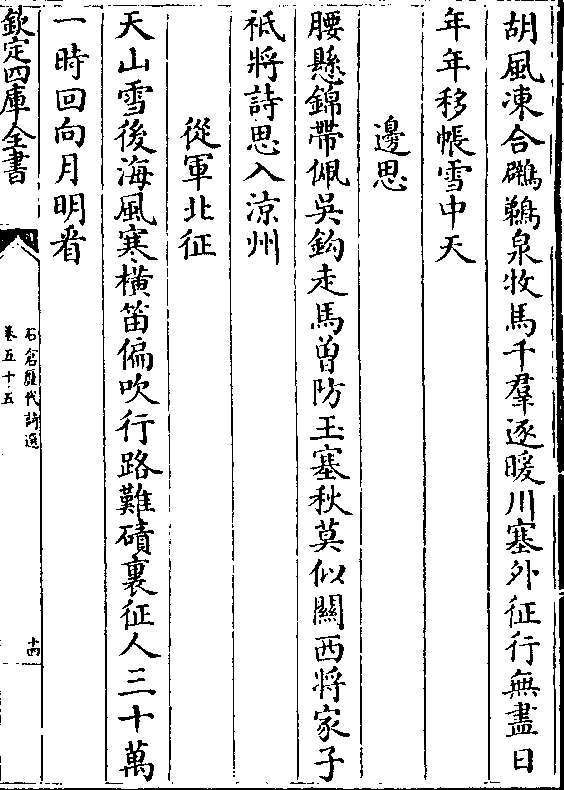 胡風凍合鸊鵜泉牧馬千羣逐暖川塞外征行無盡日
年年移帳雪中天
邊思
腰懸錦帶佩吳鈎走馬曽防玉塞秋莫似關西將家子
祗將詩思入涼州
從軍北征
天山雪後海風寒橫笛偏吹行路難磧裏征人三十萬
一時回向月明看
欽定四庫全書
石倉歷代詩選
卷五十五
十四